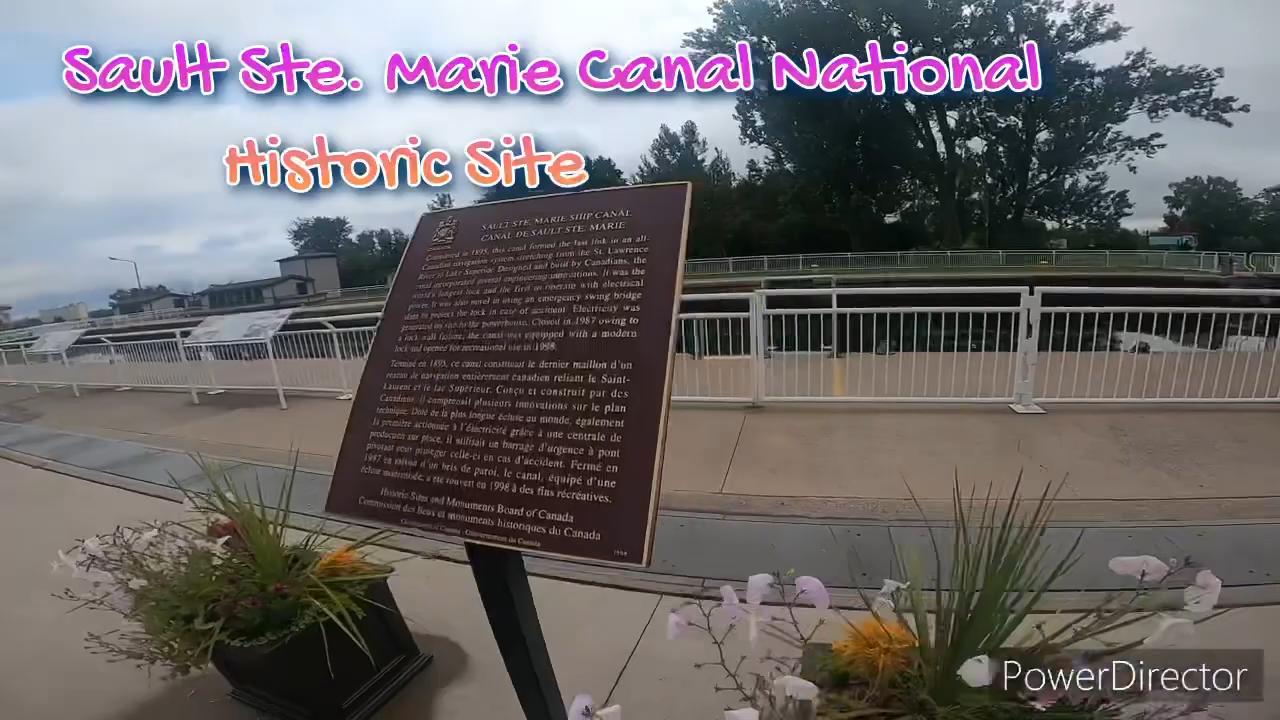 Sault Ste. Marie Canal National
Historic Site
SAULT STE. MARIE SHIP CANAL
CANAL DE SAULT STE. MARIE
Completed in 1895, this canal formed the last link in an all-
Canadian navigation system stretching from the St. Lawrence
River to Lake Superior. Designed and built by Canadians, the
canal incorporated several engineering innovations. It was the
world's longest lock and the first to operate with electrical
power. It was also novel in using an emergency swing bridge
dam to protect the lock in case of accident. Electricity was
generated on site in the powerhouse. Closed in 1987 owing to
a lock wall failure, the canal was equipped with a modern
lock and opened for recreational use in 1998.
Terminé en 1895, ce canal constituait le dernier maillon d'un
réseau de navigation entièrement canadien reliant le Saint-
Laurent et le lac Supérieur. Conçu et construit par des
Canadiens, il comprenait plusieurs innovations sur le plan
technique. Doté de la plus longue écluse au monde, également
la première actionnée à l'électricité grâce à une centrale de
production sur place, il utilisait un barrage d'urgence à pont
pivotant pour protéger celle-ci en cas d'accident. Fermé en
1987 en raison d'un bris de paroi, le canal, équipé d'une
écluse modernisée, a été rouvert en 1998 à des fins récréatives.
Historic Sites and Monuments Board of Canada
Commission des lieux et monuments historiques du Canada
Government of Canada - Gouvernement du Canada
PowerDirector